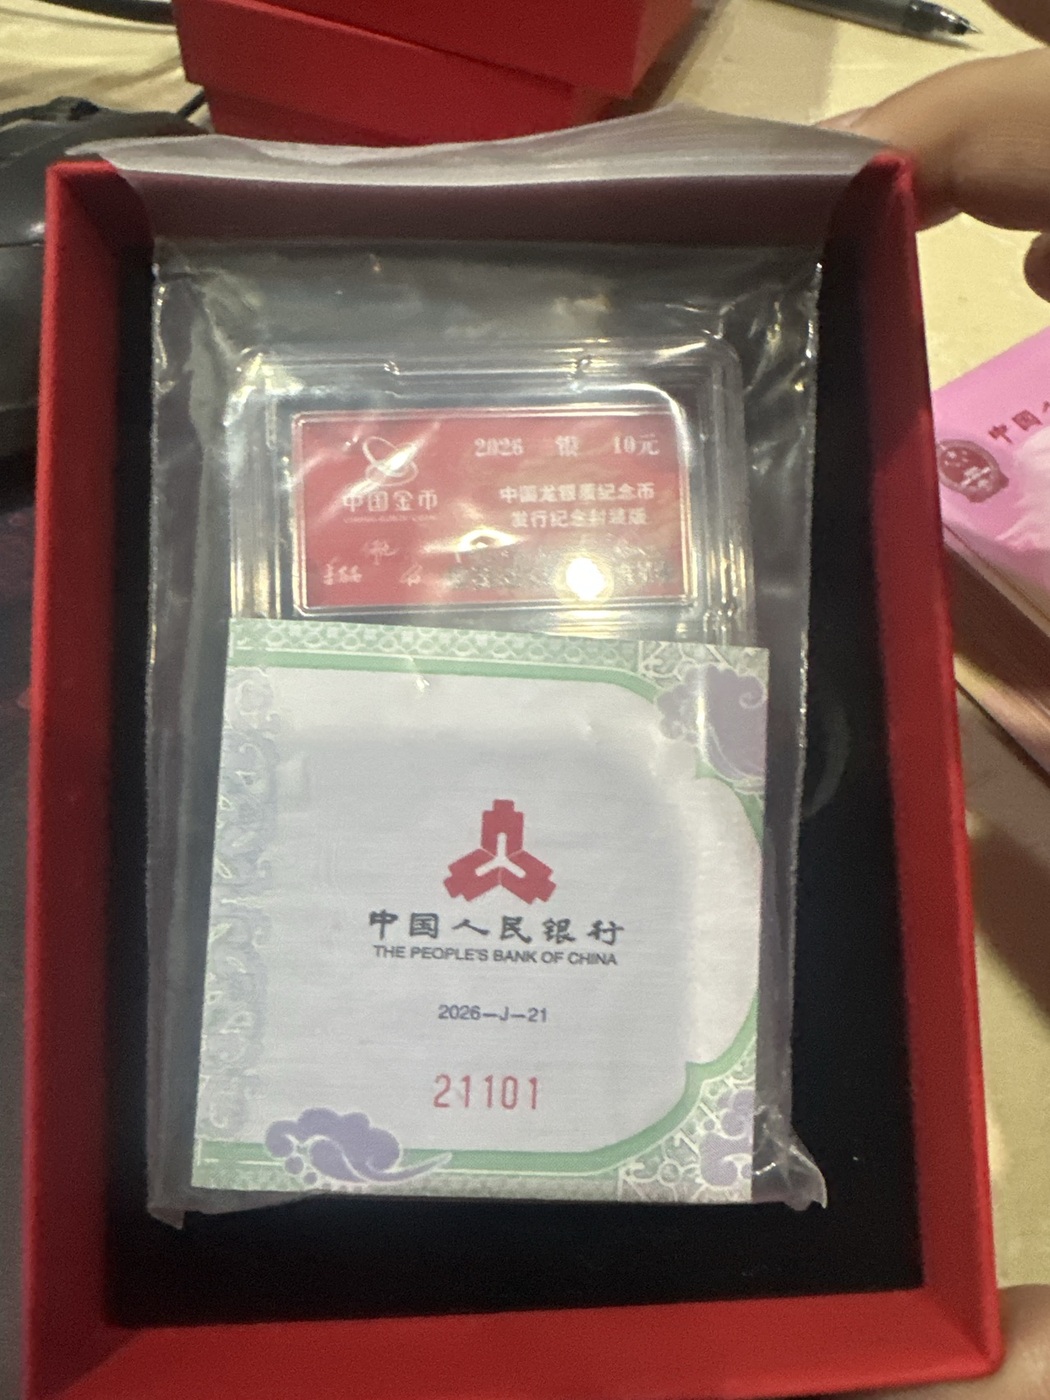 2026 银 10元
中国金币
中国龙银质纪念币
发行纪念封装版
中国
中国人民银行
THE PEOPLE'S BANK OF CHINA
2026-J-21
21101